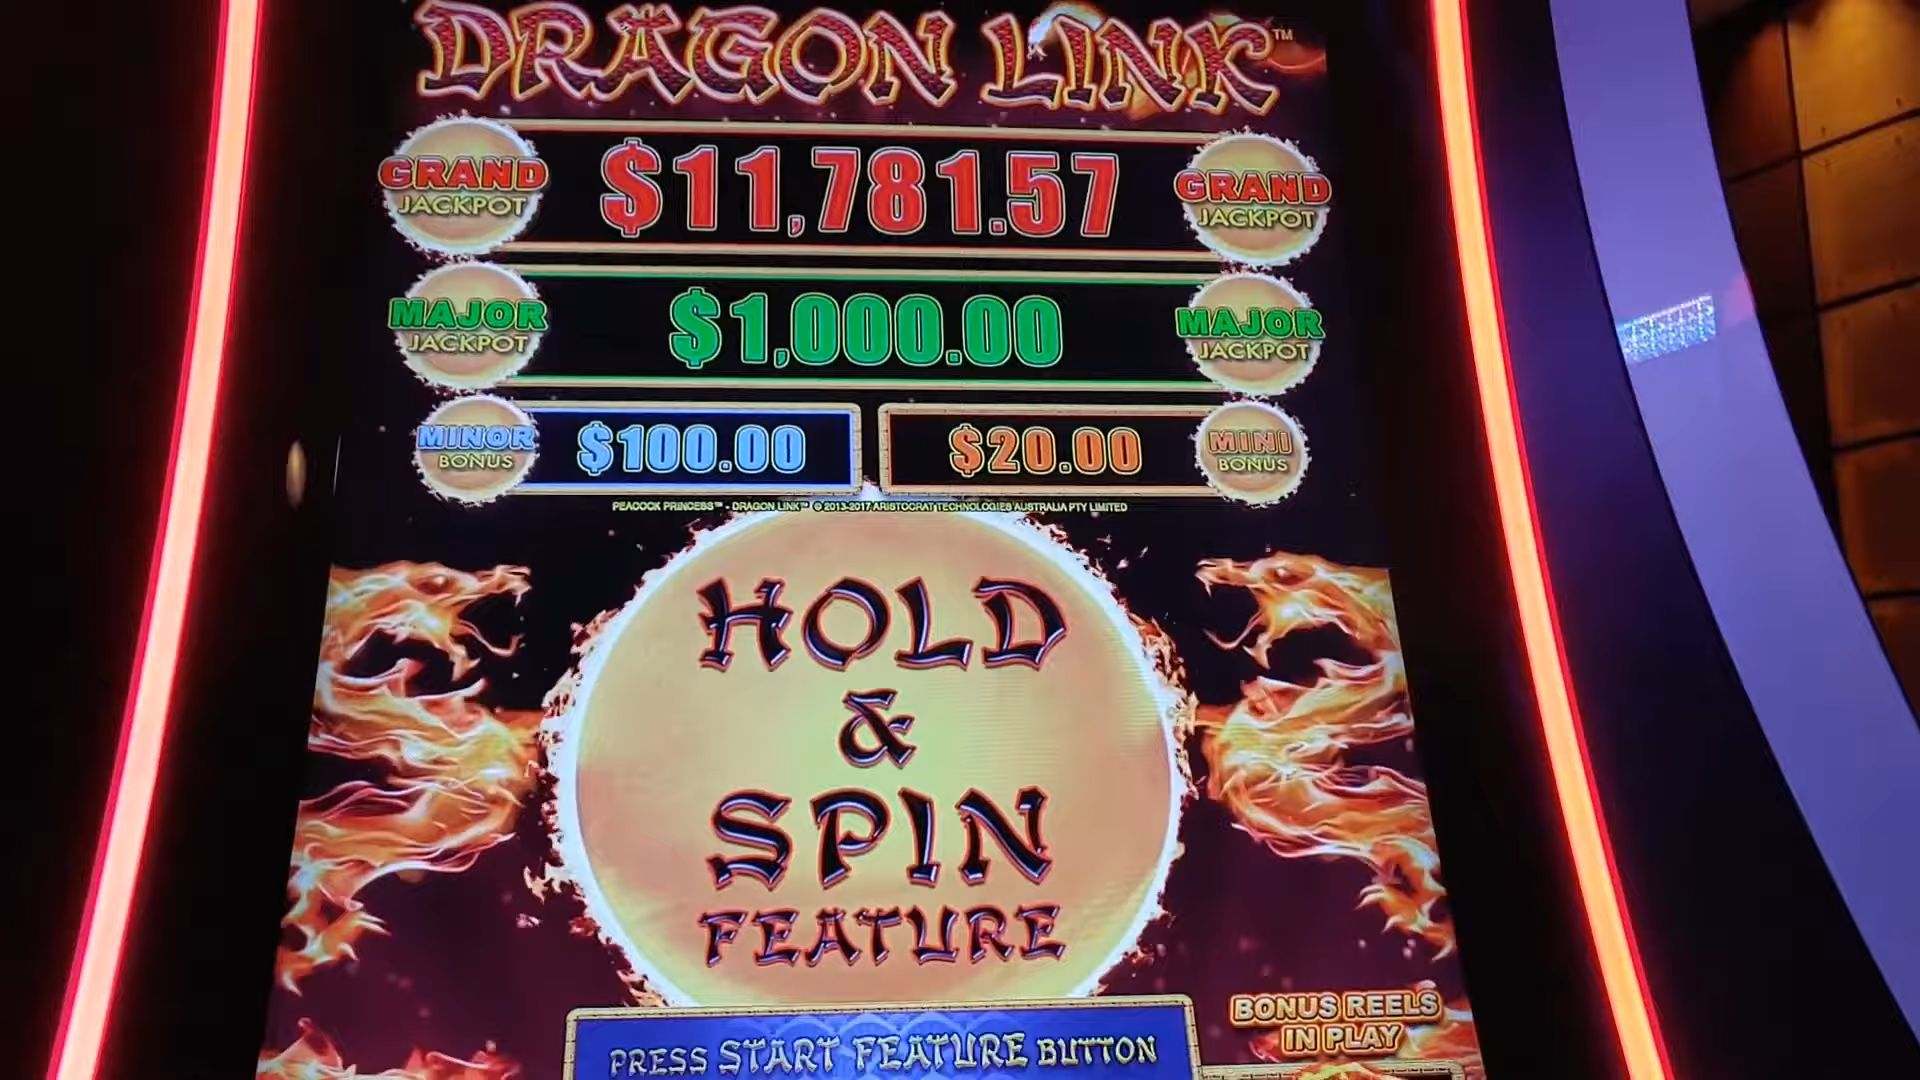 DRAGON LINK™
GRAND JACKPOT
$11,781.57
GRAND JACKPOT
MAJOR JACKPOT
$1,000.00
MAJOR JACKPOT
MINOR BONUS
$100.00
$20.00
MINI BONUS
PEACOCK PRINCESS™ - DRAGON LINK™ © 2013-2017 ARISTOCRAT TECHNOLOGIES AUSTRALIA PTY LIMITED
HOLD
&
SPIN
FEATURE
BONUS REELS
IN PLAY
PRESS START FEATURE BUTTON